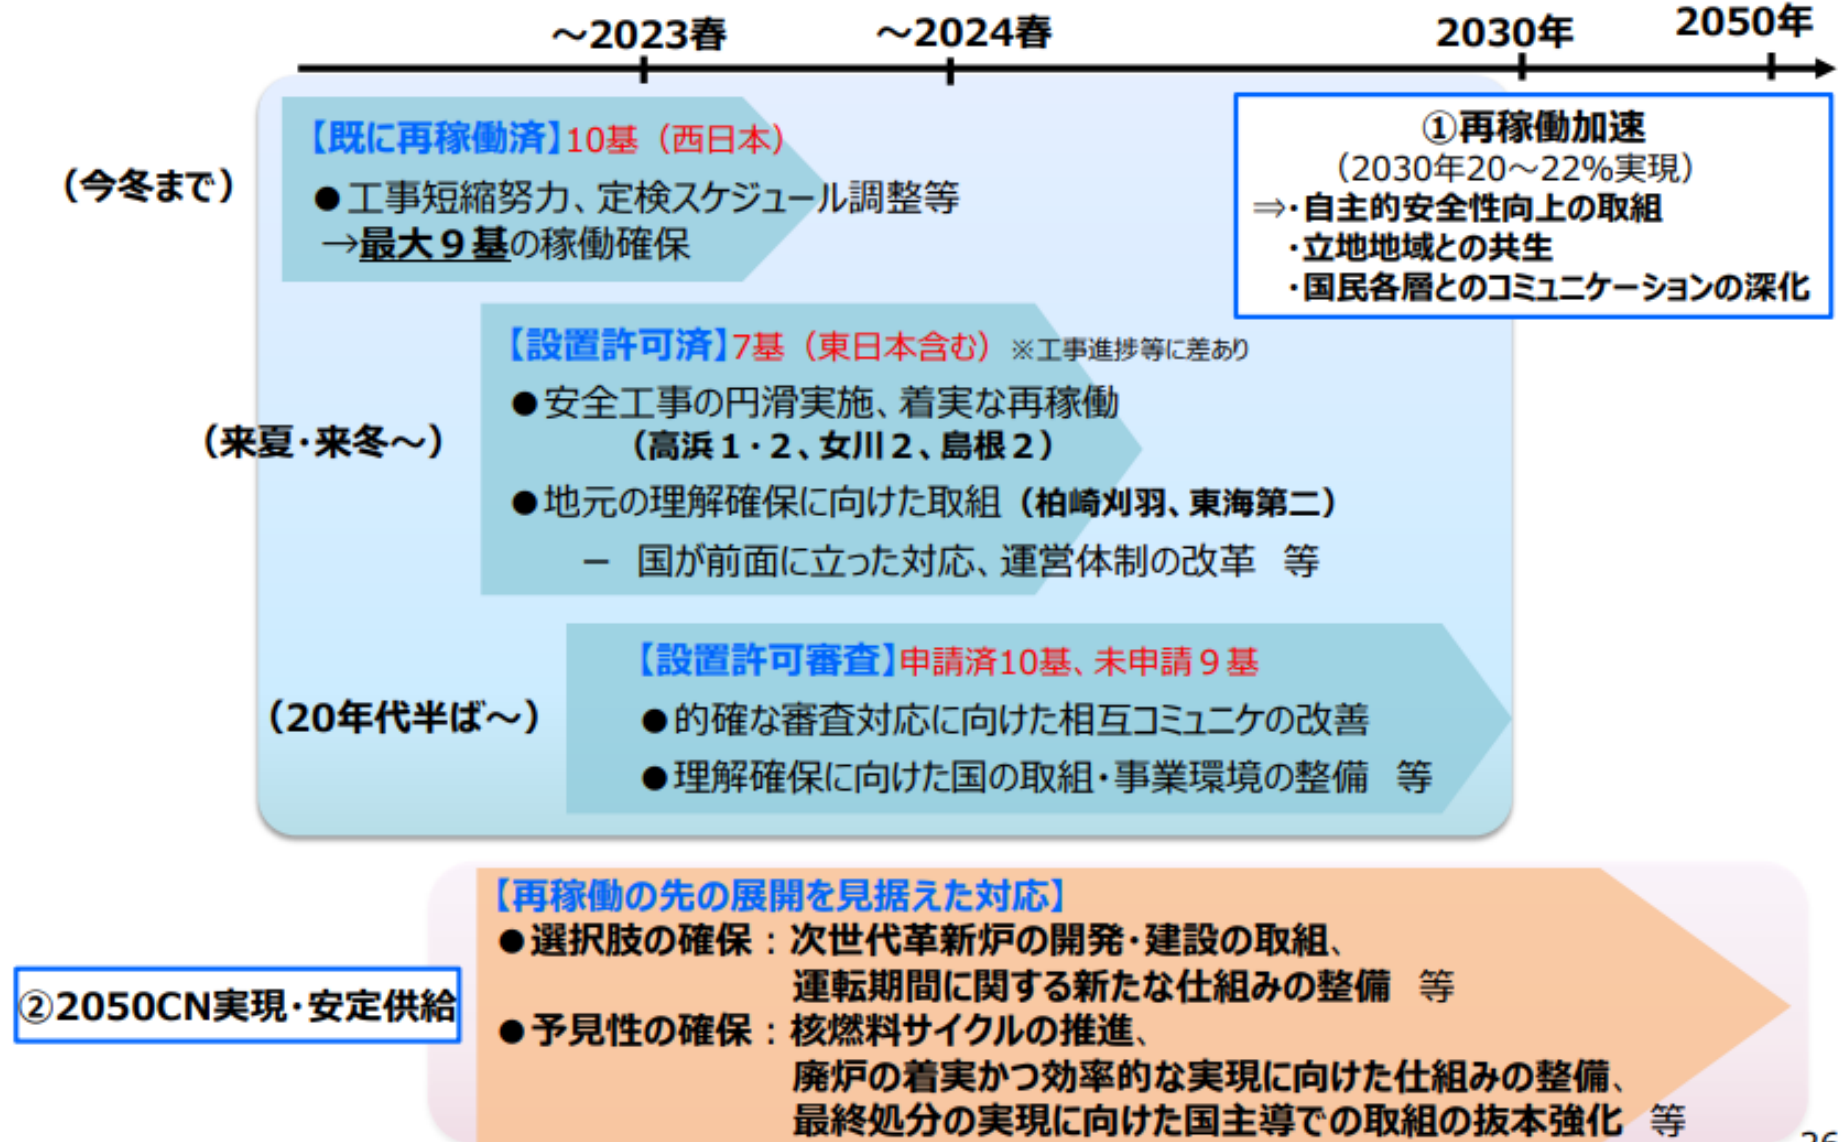 ～2023春
～2024春
2030年
2050年
（今冬まで）
【既に再稼働済】10基（西日本）
●工事短縮努力、定検スケジュール調整等
→最大９基の稼働確保
①再稼働加速
（2030年20～22%実現）
⇒・自主的安全性向上の取組
・立地地域との共生
・国民各層とのコミュニケーションの深化
（来夏・来冬～）
【設置許可済】7基（東日本含む）※工事進捗等に差あり
●安全工事の円滑実施、着実な再稼働
（高浜１・２、女川２、島根２）
●地元の理解確保に向けた取組（柏崎刈羽、東海第二）
－ 国が前面に立った対応、運営体制の改革 等
（20年代半ば～）
【設置許可審査】申請済10基、未申請９基
●的確な審査対応に向けた相互コミュニケの改善
●理解確保に向けた国の取組・事業環境の整備 等
②2050CN実現・安定供給
【再稼働の先の展開を見据えた対応】
●選択肢の確保：次世代革新炉の開発・建設の取組、
運転期間に関する新たな仕組みの整備 等
●予見性の確保：核燃料サイクルの推進、
廃炉の着実かつ効率的な実現に向けた仕組みの整備、
最終処分の実現に向けた国主導での取組の抜本強化 等